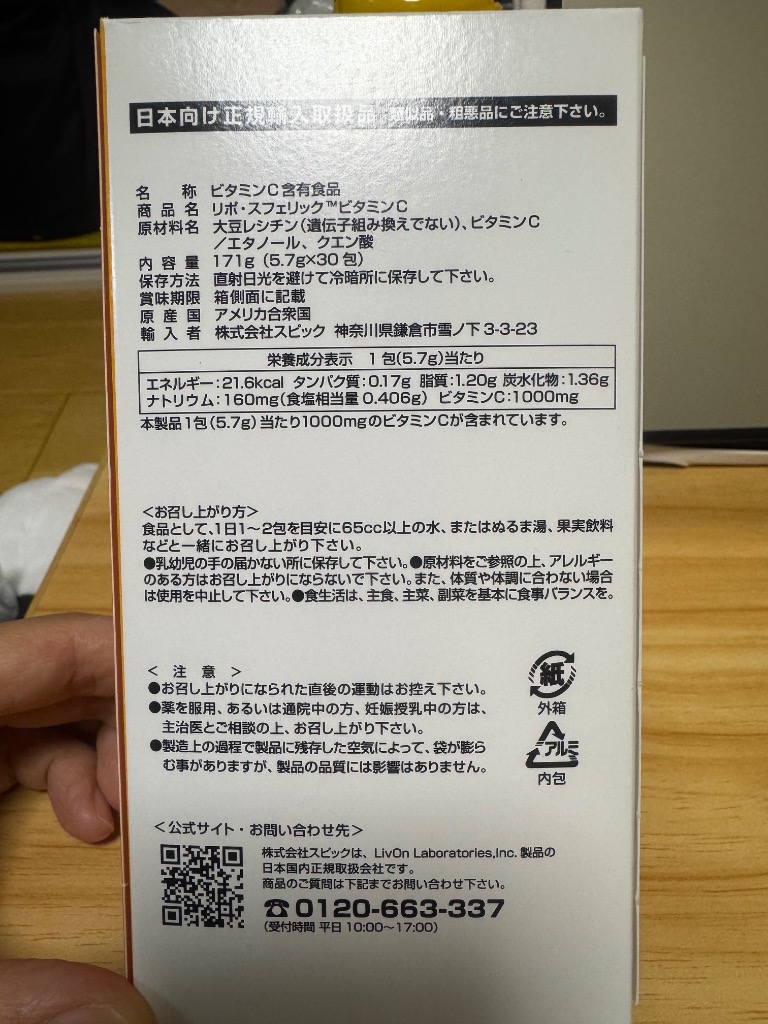 日本向け正規輸入取扱品 類似品・粗悪品にご注意下さい。
名 称 ビタミンC含有食品
商品名 リポ・スフェリック™ビタミンC
原材料名 大豆レシチン(遺伝子組み換えでない)、ビタミンC
／エタノール、クエン酸
内容量 171g (5.7g×30包)
保存方法 直射日光を避けて冷暗所に保存して下さい。
賞味期限 箱側面に記載
原産国 アメリカ合衆国
輸入者 株式会社スピック 神奈川県鎌倉市雪ノ下3-3-23
栄養成分表示 1包(5.7g)当たり
エネルギー:21.6kcal タンパク質:0.17g 脂質:1.20g 炭水化物:1.36g
ナトリウム:160mg(食塩相当量 0.406g) ビタミンC:1000mg
本製品1包(5.7g)当たり1000mgのビタミンCが含まれています。
<お召し上がり方>
食品として、1日1〜2包を目安に65cc以上の水、またはぬるま湯、果実飲料
などと一緒にお召し上がり下さい。
●乳幼児の手の届かない所に保存して下さい。●原材料をご参照の上、アレルギー
のある方はお召し上がりにならないで下さい。また、体質や体調に合わない場合
は使用を中止して下さい。●食生活は、主食、主菜、副菜を基本に食事バランスを。
< 注 意 >
●お召し上がりになられた直後の運動はお控え下さい。
●薬を服用、あるいは通院中の方、妊娠授乳中の方は、
主治医とご相談の上、お召し上がり下さい。
●製造上の過程で製品に残存した空気によって、袋が膨ら
む事がありますが、製品の品質には影響はありません。
紙
外箱
アルミ
内包
<公式サイト・お問い合わせ先>
株式会社スピックは、LivOn Laboratories,Inc. 製品の
日本国内正規取扱会社です。
商品のご質問は下記までお問い合わせ下さい。
☎0120-663-337
(受付時間 平日 10:00〜17:00)